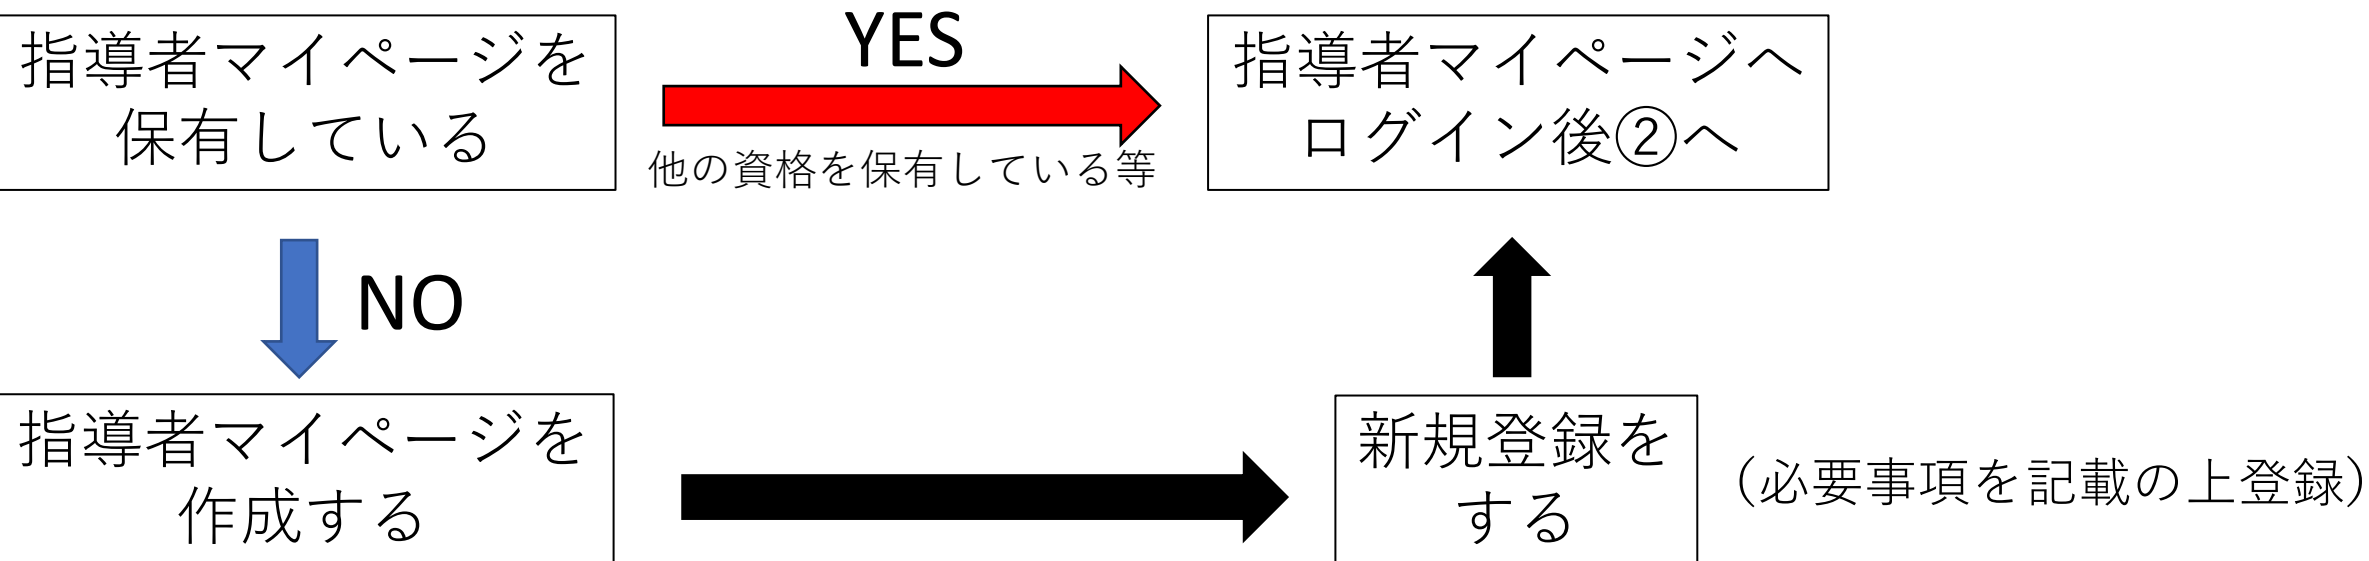 指導者マイページを
保有している
YES
他の資格を保有している等
指導者マイページへ
ログイン後②へ
NO
指導者マイページを
作成する
新規登録を
する
（必要事項を記載の上登録）